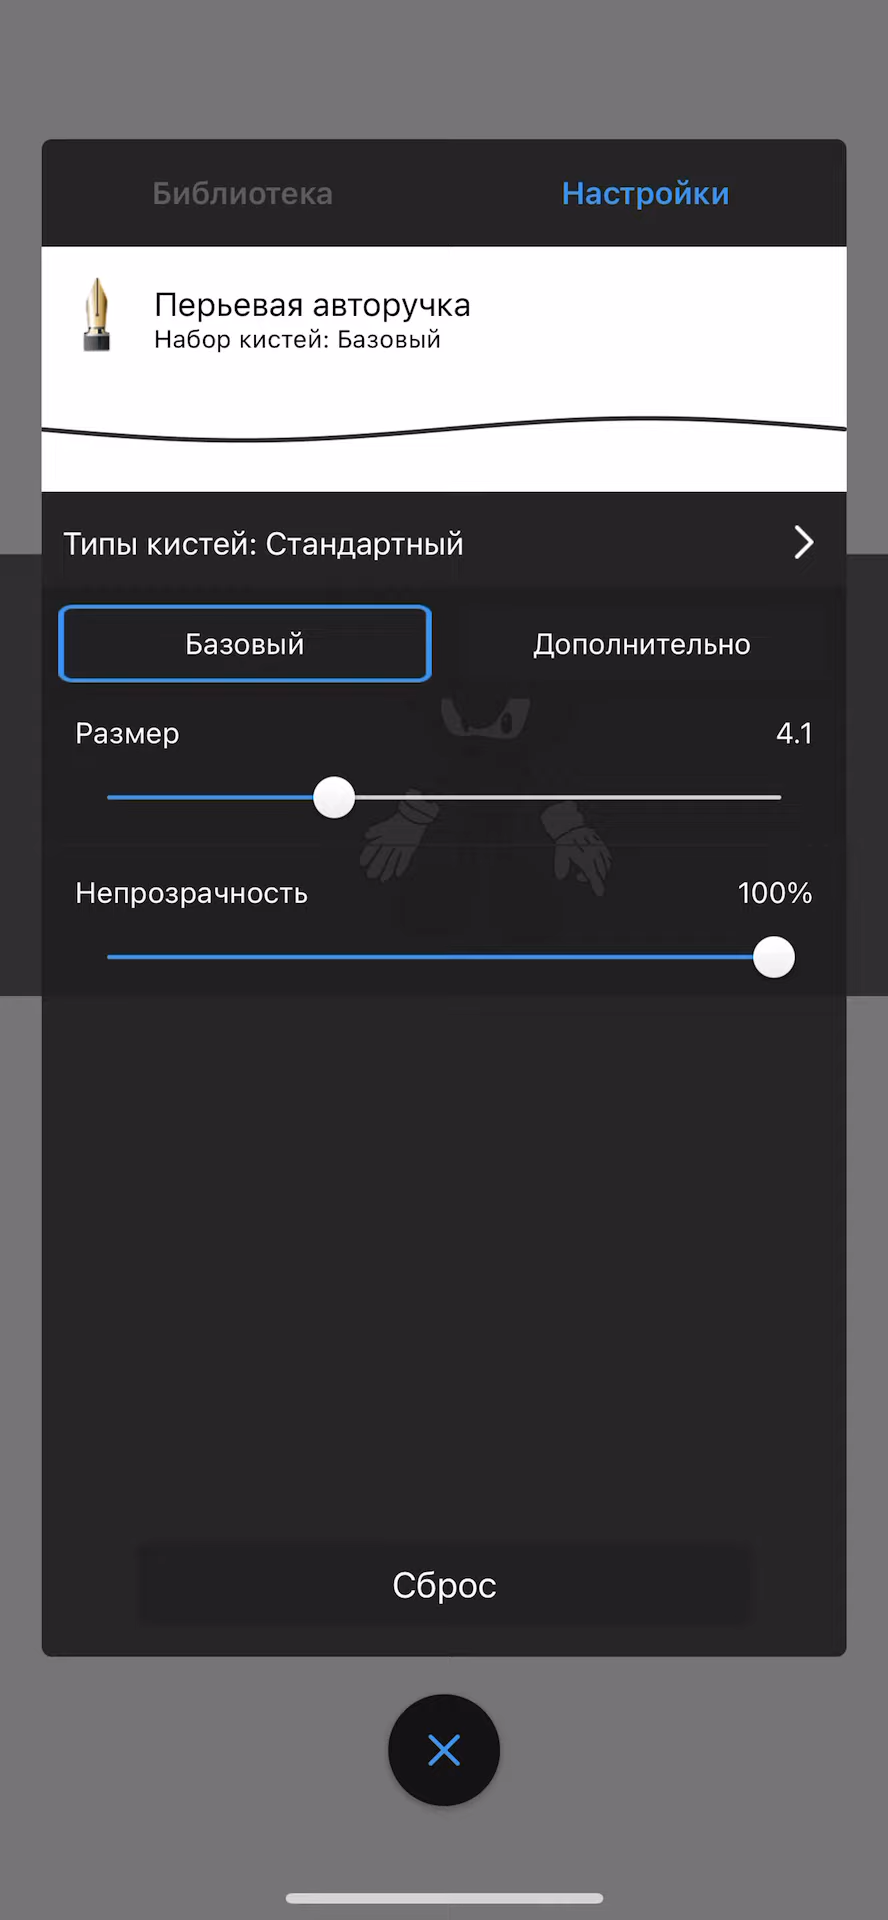 Библиотека
Настройки
Перьевая авторучка
Набор кистей: Базовый
Типы кистей: Стандартный
Базовый
Дополнительно
Размер
4.1
Непрозрачность
100%
Сброс